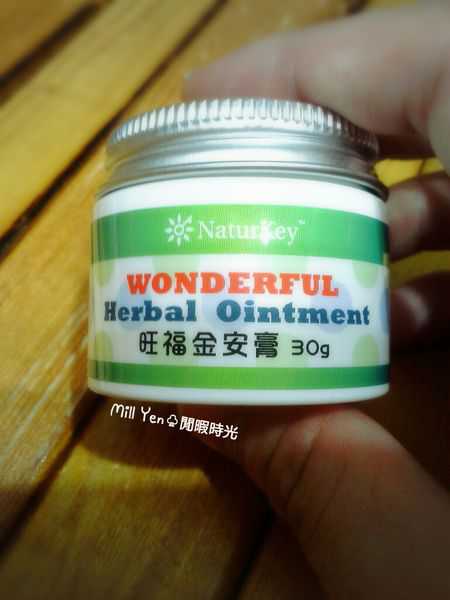 NaturKey™
WONDERFUL
Herbal Ointment
旺福金安膏 30g
Mill Yen♧閒暇時光